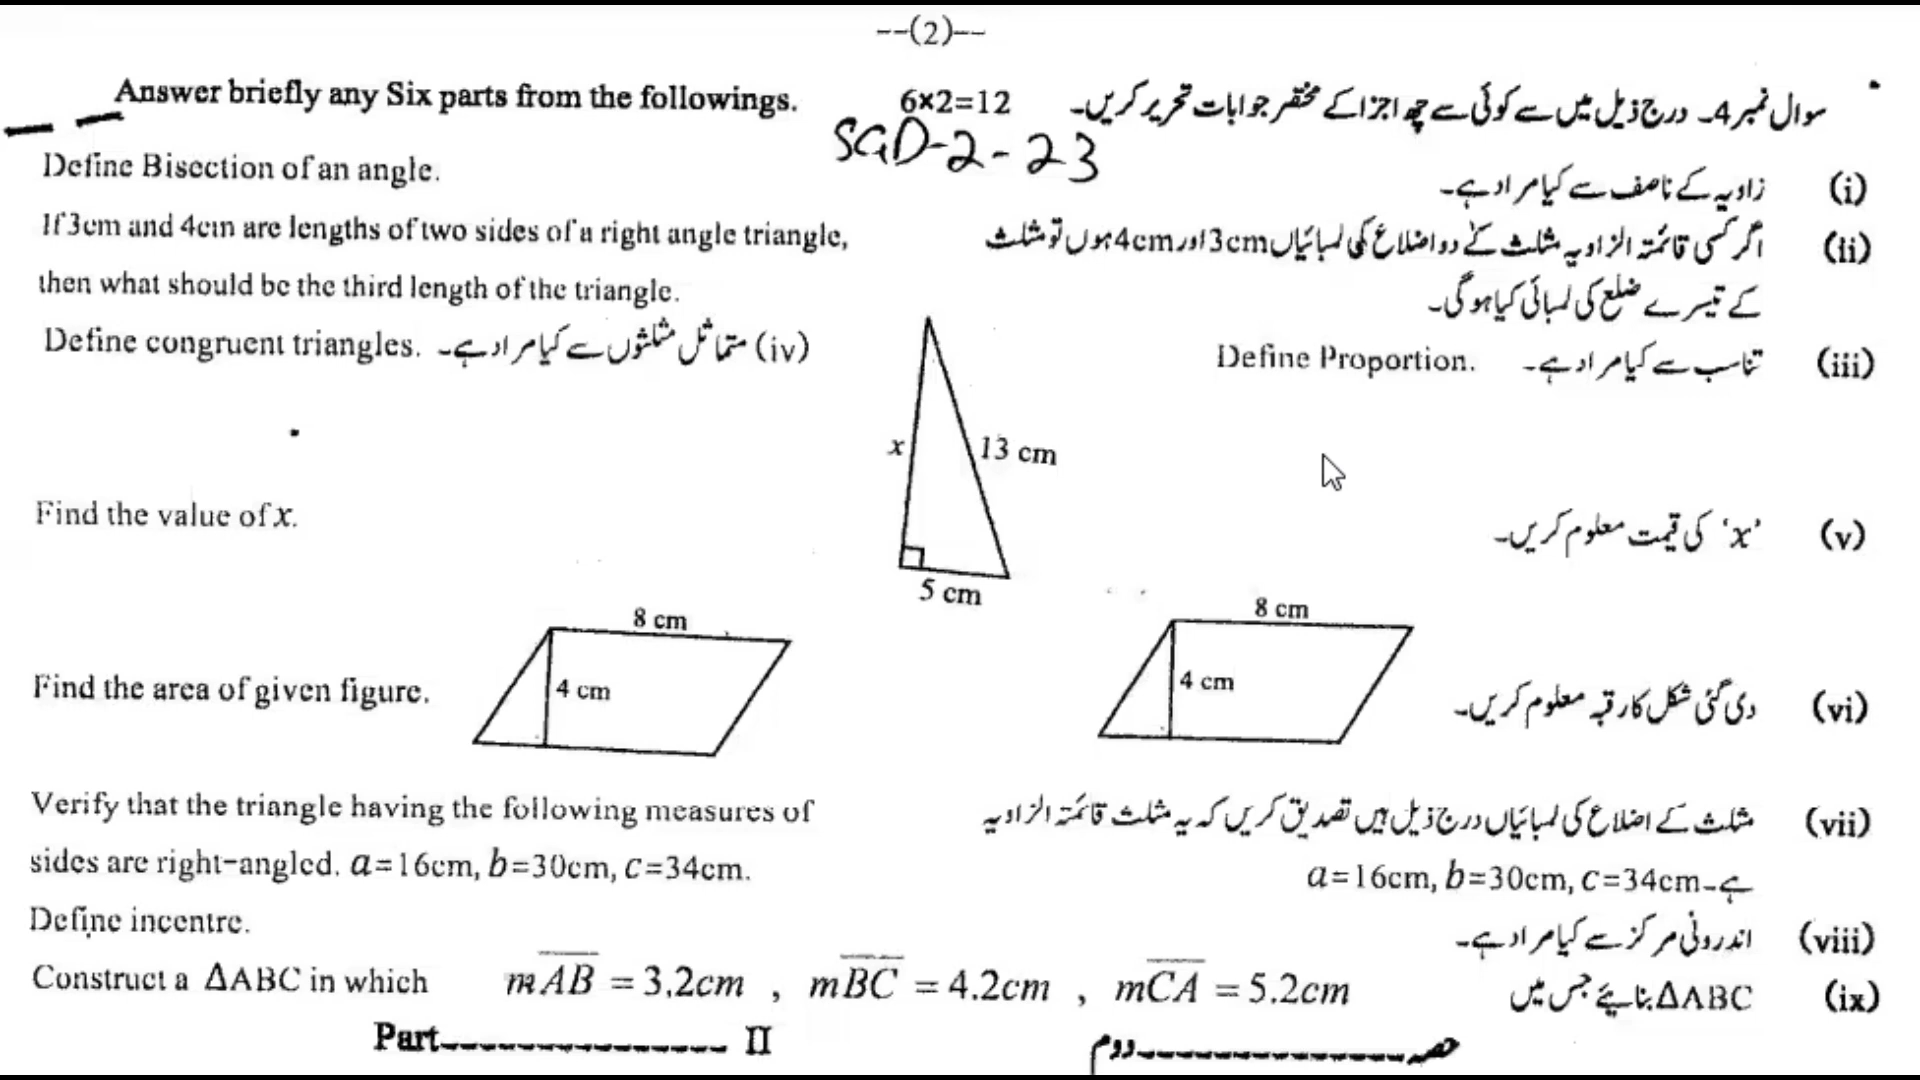 --(2)--
Answer briefly any Six parts from the followings. 6×2=12 سوال نمبر 4۔ درج ذیل میں سے کوئی سے چھ اجزا کے مختصر جوابات تحریر کریں۔
SGD-2-23
Define Bisection of an angle. زاویہ کے ناصف سے کیا مراد ہے۔ (i)
If 3cm and 4cm are lengths of two sides of a right angle triangle, اگر کسی قائمتہ الزاویہ مثلث کے دو اضلاع کی لمبائیاں 3cm اور 4cm ہوں تو مثلث (ii)
then what should be the third length of the triangle. کے تیسرے ضلع کی لمبائی کیا ہوگی۔
Define congruent triangles. متماثل مثلثوں سے کیا مراد ہے۔ (iv) Define Proportion. تناسب سے کیا مراد ہے۔ (iii)
x 13 cm
Find the value of x. 'x' کی قیمت معلوم کریں۔ (v)
5 cm
8 cm 8 cm
Find the area of given figure. 4 cm 4 cm دی گئی شکل کا رقبہ معلوم کریں۔ (vi)
Verify that the triangle having the following measures of مثلث کے اضلاع کی لمبائیاں درج ذیل ہیں تصدیق کریں کہ یہ مثلث قائمتہ الزاویہ (vii)
sides are right-angled. a=16cm, b=30cm, c=34cm. ہے۔ a=16cm, b=30cm, c=34cm
Define incentre. اندرونی مرکز سے کیا مراد ہے۔ (viii)
Construct a ΔABC in which mAB = 3.2cm , mBC = 4.2cm , mCA = 5.2cm ΔABC بنایئے جس میں (ix)
Part---------------- II حصہ----------------دوم